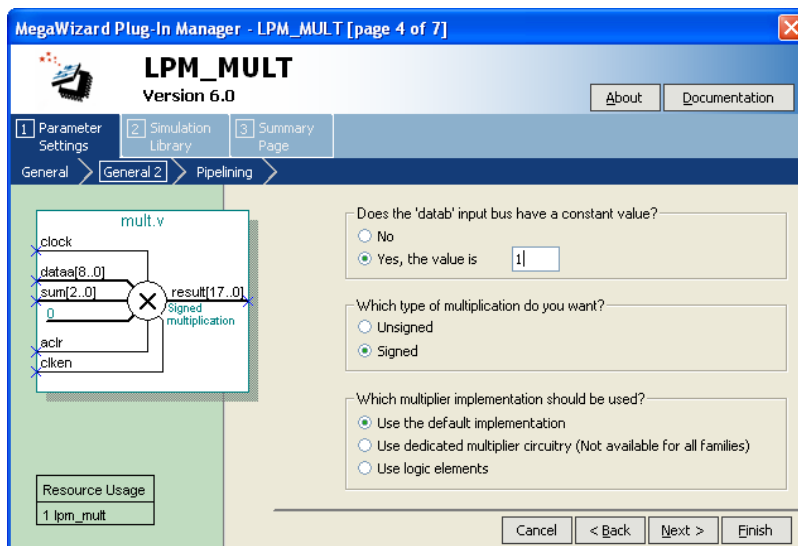 MegaWizard Plug-In Manager - LPM_MULT [page 4 of 7]
LPM_MULT
Version 6.0
About
Documentation
1 Parameter Settings
2 Simulation Library
3 Summary Page
General
General 2
Pipelining
mult.v
clock
dataa[8..0]
sum[2..0]
0
aclr
clken
result[17..0]
Signed
multiplication
Resource Usage
1 lpm_mult
Does the 'datab' input bus have a constant value?
No
Yes, the value is 1
Which type of multiplication do you want?
Unsigned
Signed
Which multiplier implementation should be used?
Use the default implementation
Use dedicated multiplier circuitry (Not available for all families)
Use logic elements
Cancel
< Back
Next >
Finish